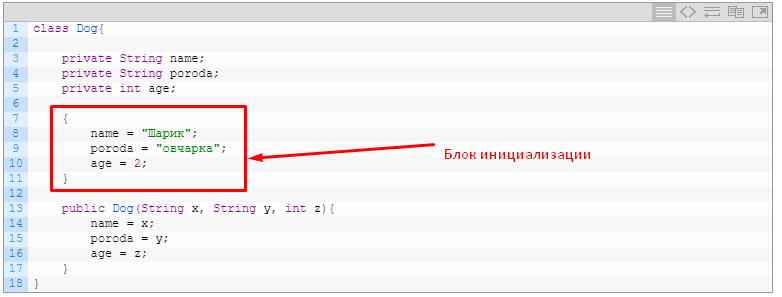 1 class Dog{
2
3     private String name;
4     private String poroda;
5     private int age;
6
7     {
8         name = "Шарик";
9         poroda = "овчарка";
10         age = 2;
11     }
Блок инициализации
12
13     public Dog(String x, String y, int z){
14         name = x;
15         poroda = y;
16         age = z;
17     }
18 }